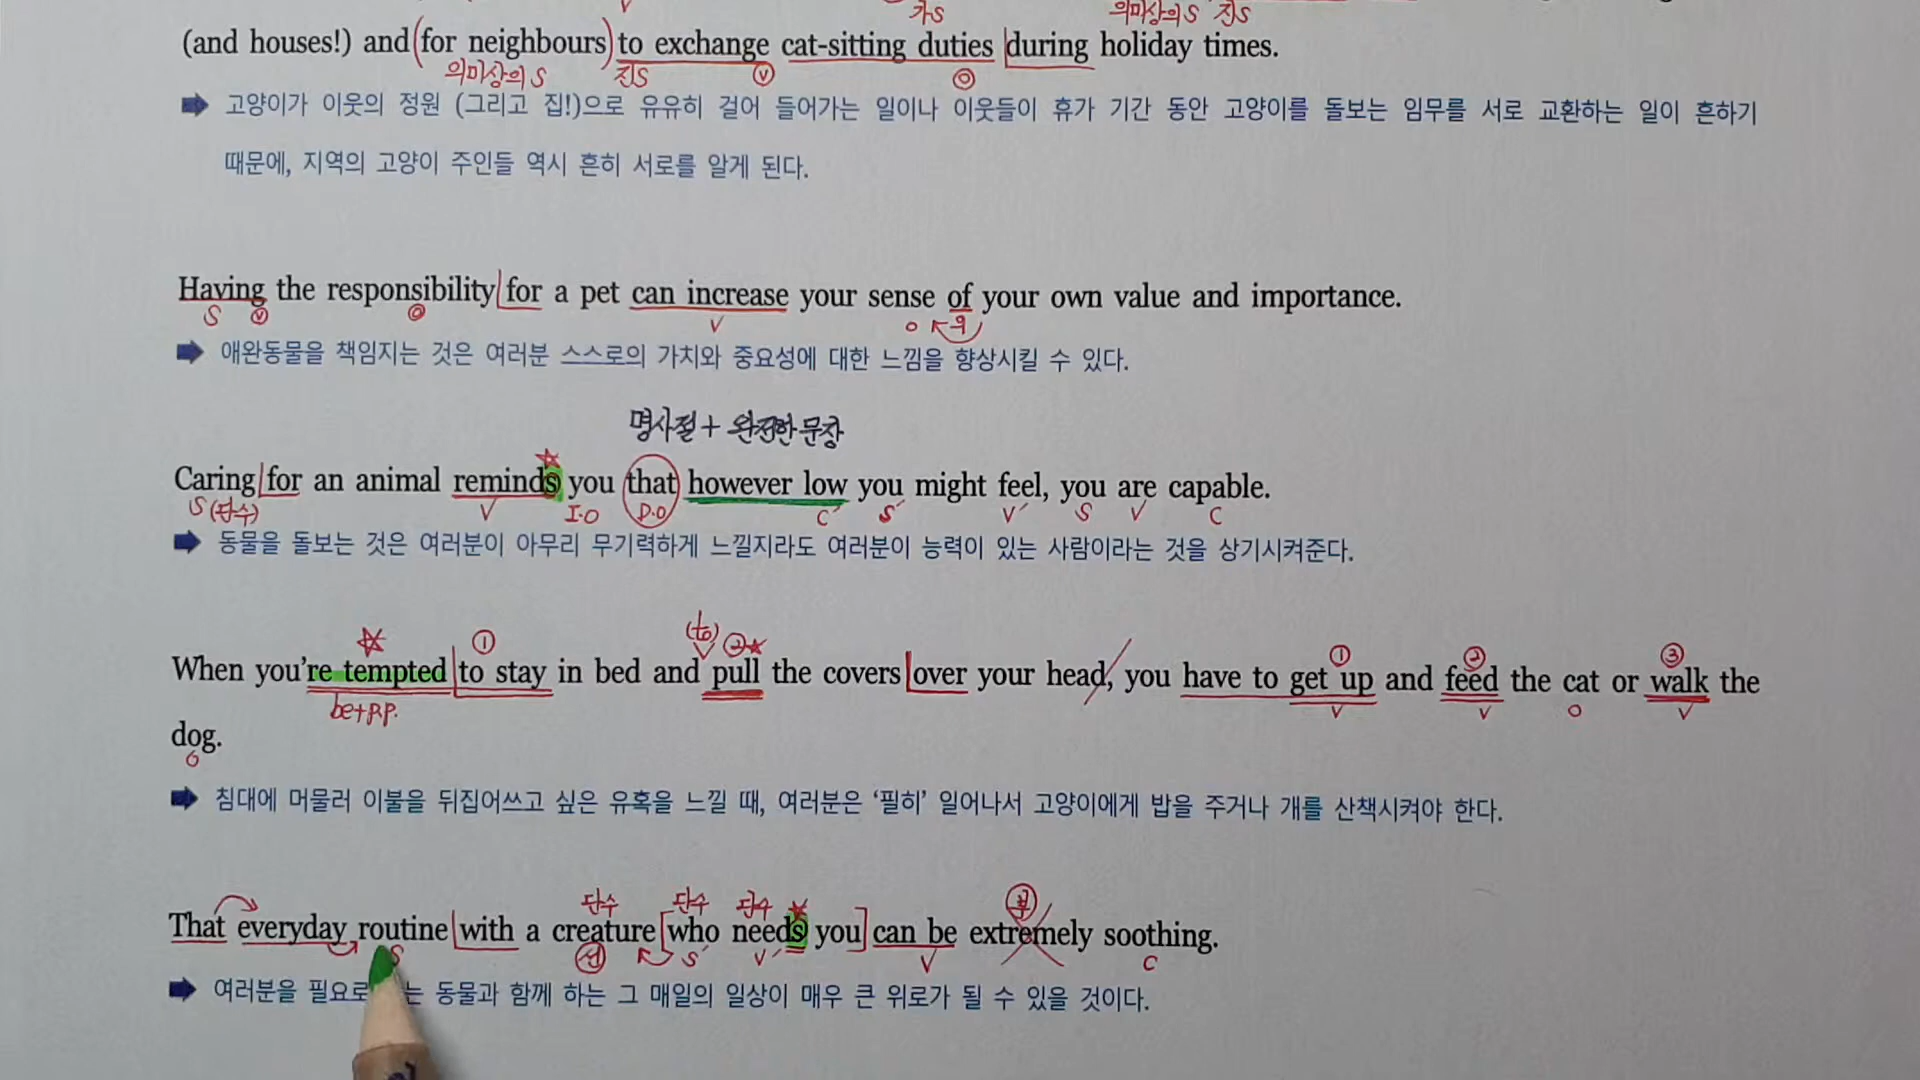 가S 의미상의 S 진S
(and houses!) and (for neighbours) to exchange cat-sitting duties during holiday times.
의미상의 S 진S V O
➡ 고양이가 이웃의 정원 (그리고 집!)으로 유유히 걸어 들어가는 일이나 이웃들이 휴가 기간 동안 고양이를 돌보는 임무를 서로 교환하는 일이 흔하기
때문에, 지역의 고양이 주인들 역시 흔히 서로를 알게 된다.
Having the responsibility for a pet can increase your sense of your own value and importance.
S V O V O
➡ 애완동물을 책임지는 것은 여러분 스스로의 가치와 중요성에 대한 느낌을 향상시킬 수 있다.
명사절 + 완전한 문장
Caring for an animal reminds you that however low you might feel, you are capable.
S (단수) V I.O D.O C′ S′ V′ S V C
➡ 동물을 돌보는 것은 여러분이 아무리 무기력하게 느낄지라도 여러분이 능력이 있는 사람이라는 것을 상기시켜준다.
① (to) ② ① ② ③
When you're tempted to stay in bed and pull the covers over your head, you have to get up and feed the cat or walk the
be+p.p. V V O V
dog.
O
➡ 침대에 머물러 이불을 뒤집어쓰고 싶은 유혹을 느낄 때, 여러분은 ‘필히’ 일어나서 고양이에게 밥을 주거나 개를 산책시켜야 한다.
단수 단수 단수 부
That everyday routine with a creature [who needs you] can be extremely soothing.
S 선 S′ V′ V C
➡ 여러분을 필요로 는 동물과 함께 하는 그 매일의 일상이 매우 큰 위로가 될 수 있을 것이다.